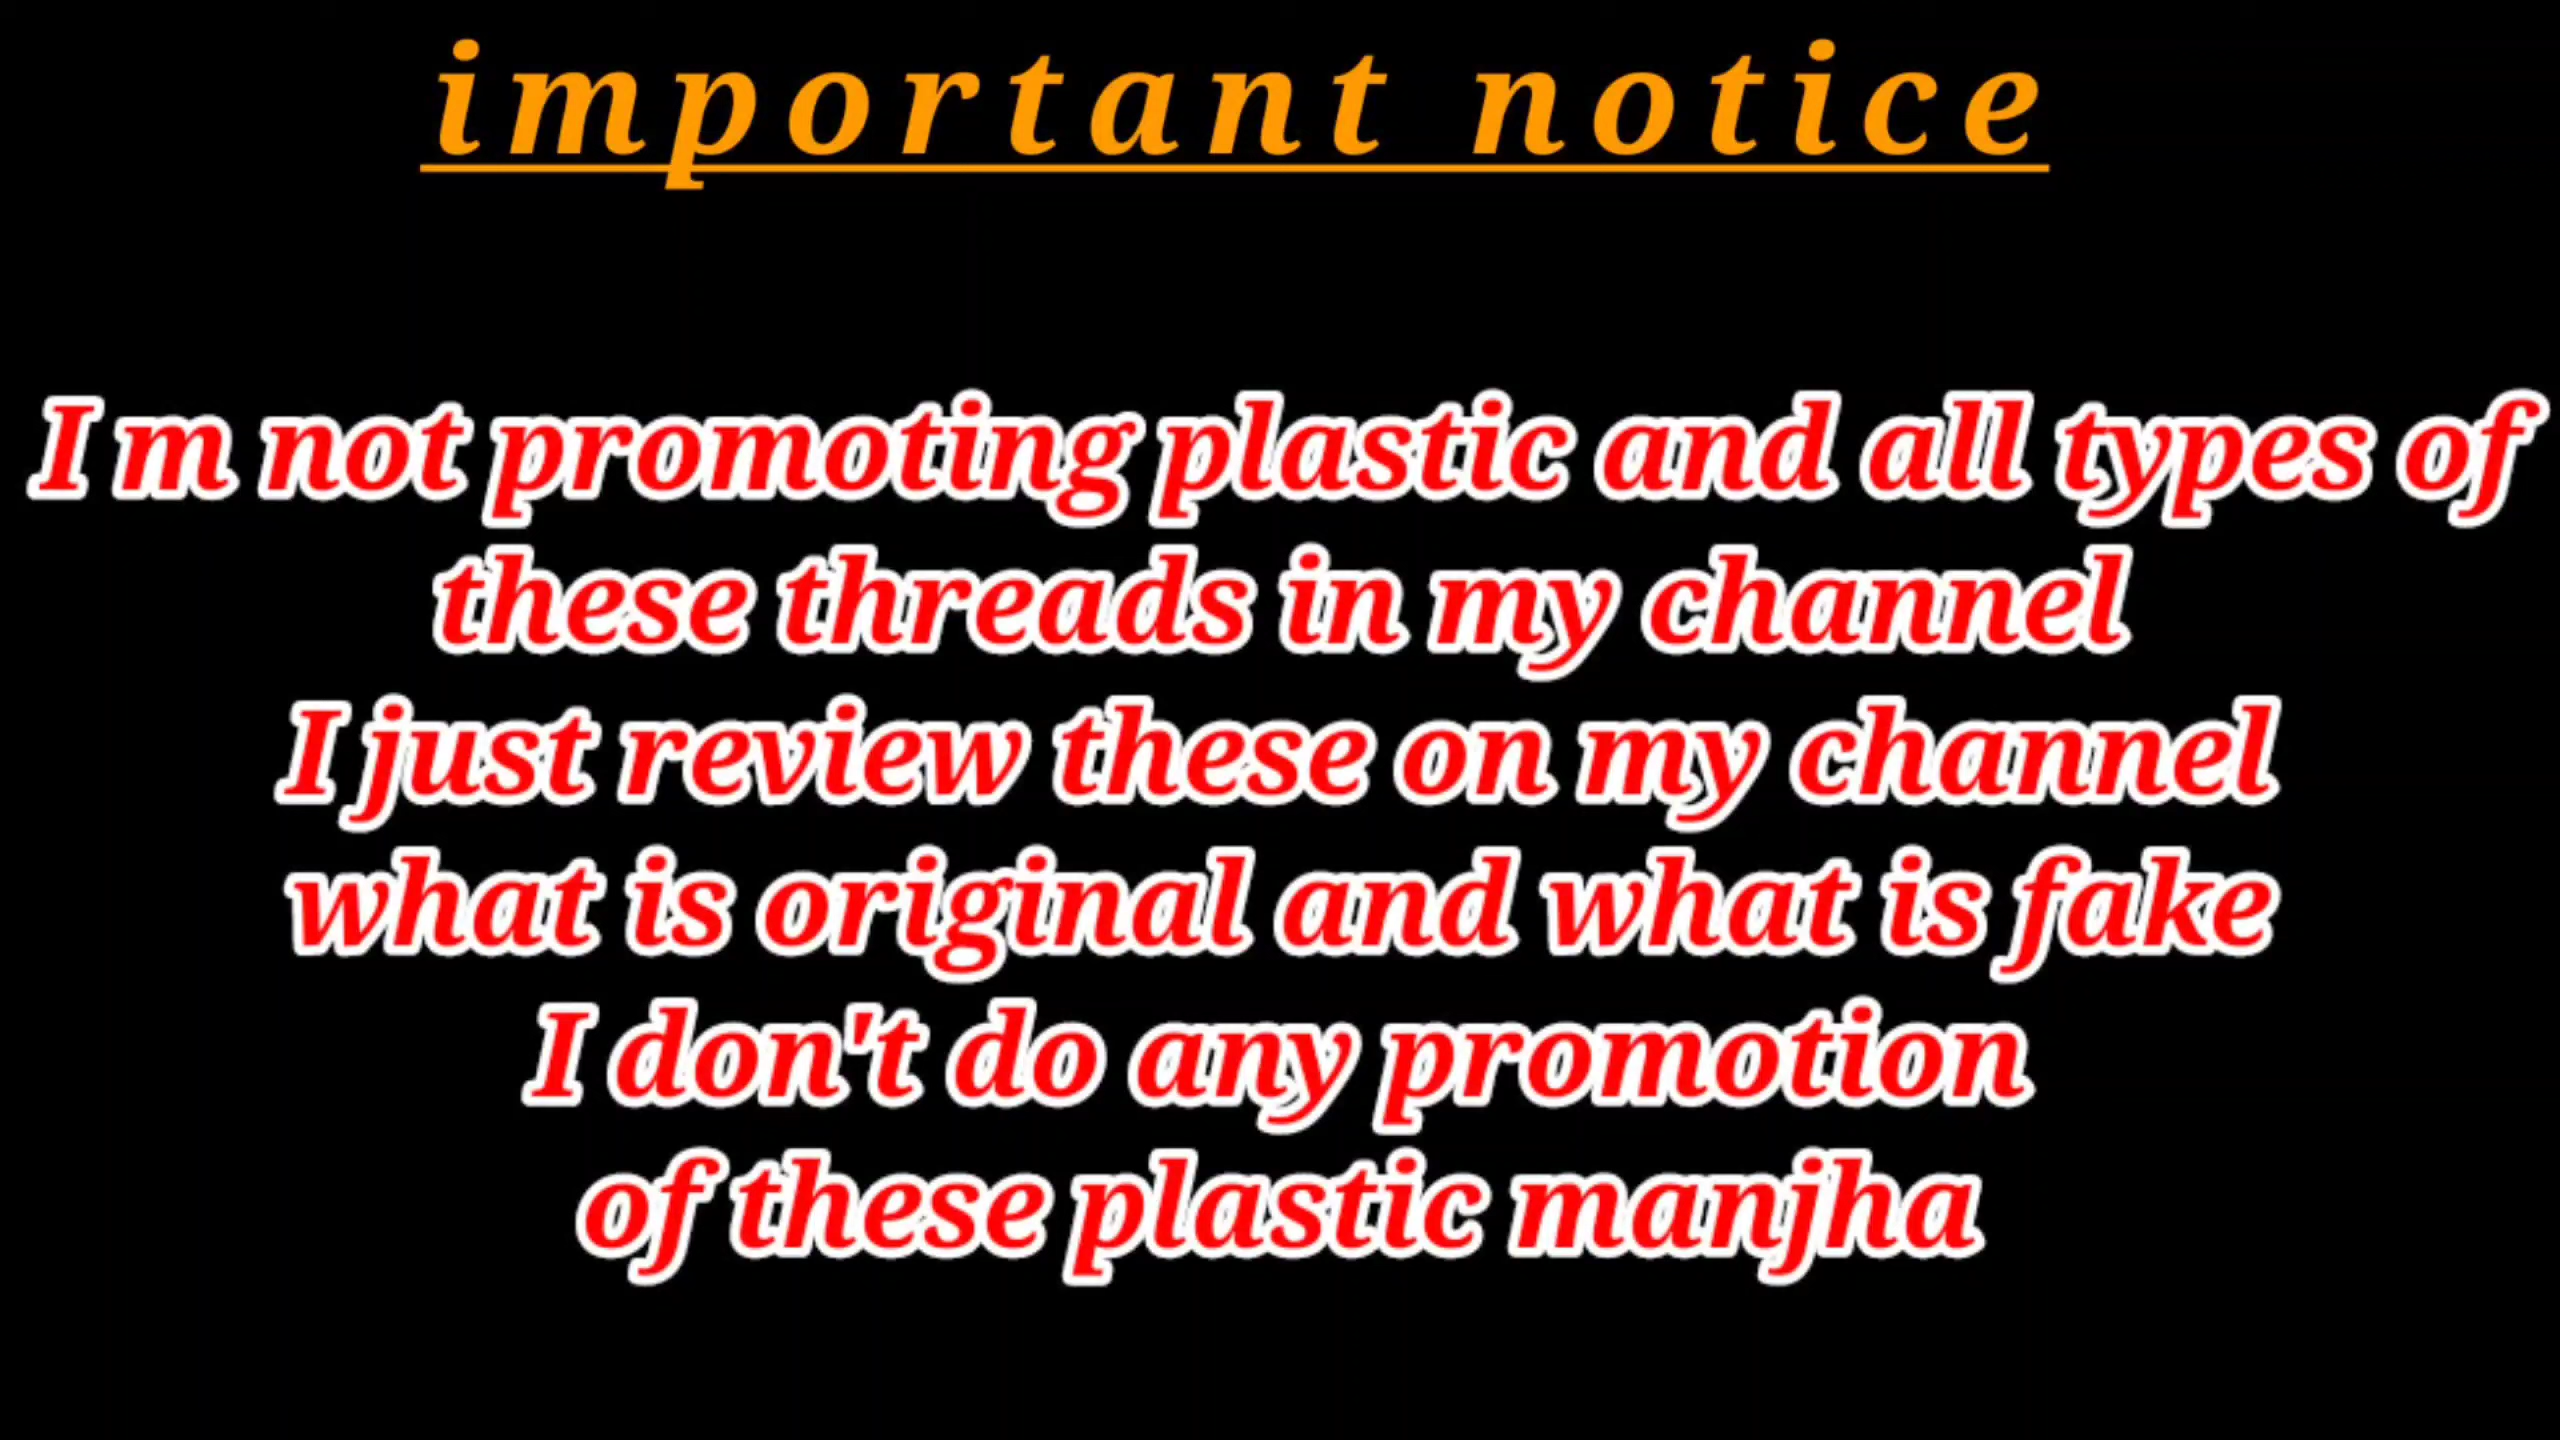 important notice
I m not promoting plastic and all types of
these threads in my channel
I just review these on my channel
what is original and what is fake
I don't do any promotion
of these plastic manjha